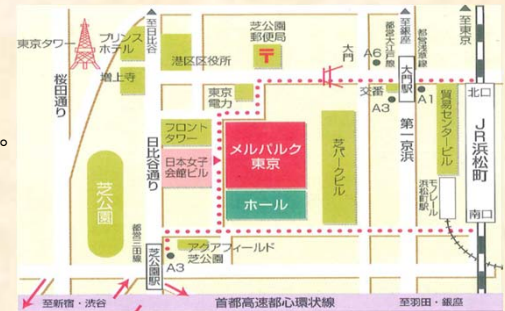 至日比谷
芝公園
郵便局
都営大江戸線
至銀座
都営浅草線
至東京
東京タワー
プリンス
ホテル
港区区役所
大門
A6
大門駅
桜田通り
増上寺
東京
電力
交番
A3
A1
北口
貿易センタービル
JR浜松町
。
日比谷通り
フロント
タワー
日本女子
会館ビル
メルパルク
東京
芝パークビル
第一京浜
芝公園
ホール
モノレール
浜松町駅
南口
都営三田線
芝公園駅
アクアフィールド
芝公園
A3
至新宿・渋谷
首都高速都心環状線
至羽田・銀座